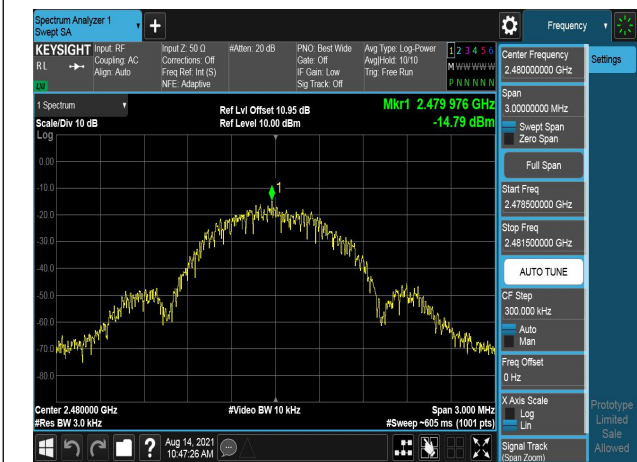 Spectrum Analyzer 1
Swept SA
+
Frequency
KEYSIGHT
RL
LV
Input: RF
Coupling: AC
Align: Auto
Input Z: 50 Ω
Corrections: Off
Freq Ref: Int (S)
NFE: Adaptive
#Atten: 20 dB
PNO: Best Wide
Gate: Off
IF Gain: Low
Sig Track: Off
Avg Type: Log-Power
Avg|Hold: 10/10
Trig: Free Run
1 2 3 4 5 6
M W W W W W
P N N N N N
1 Spectrum
Scale/Div 10 dB
Ref Lvl Offset 10.95 dB
Ref Level 10.00 dBm
Mkr1 2.479 976 GHz
-14.79 dBm
Log
0.00
-10.0
-20.0
-30.0
-40.0
-50.0
-60.0
-70.0
-80.0
1
Center 2.480000 GHz
#Res BW 3.0 kHz
#Video BW 10 kHz
Span 3.000 MHz
#Sweep ~605 ms (1001 pts)
?
Aug 14, 2021
10:47:26 AM
Center Frequency
2.480000000 GHz
Span
3.00000000 MHz
Swept Span
Zero Span
Full Span
Start Freq
2.478500000 GHz
Stop Freq
2.481500000 GHz
AUTO TUNE
CF Step
300.000 kHz
Auto
Man
Freq Offset
0 Hz
X Axis Scale
Log
Lin
Signal Track
(Span Zoom)
Settings
Prototype
Limited
Sale
Allowed